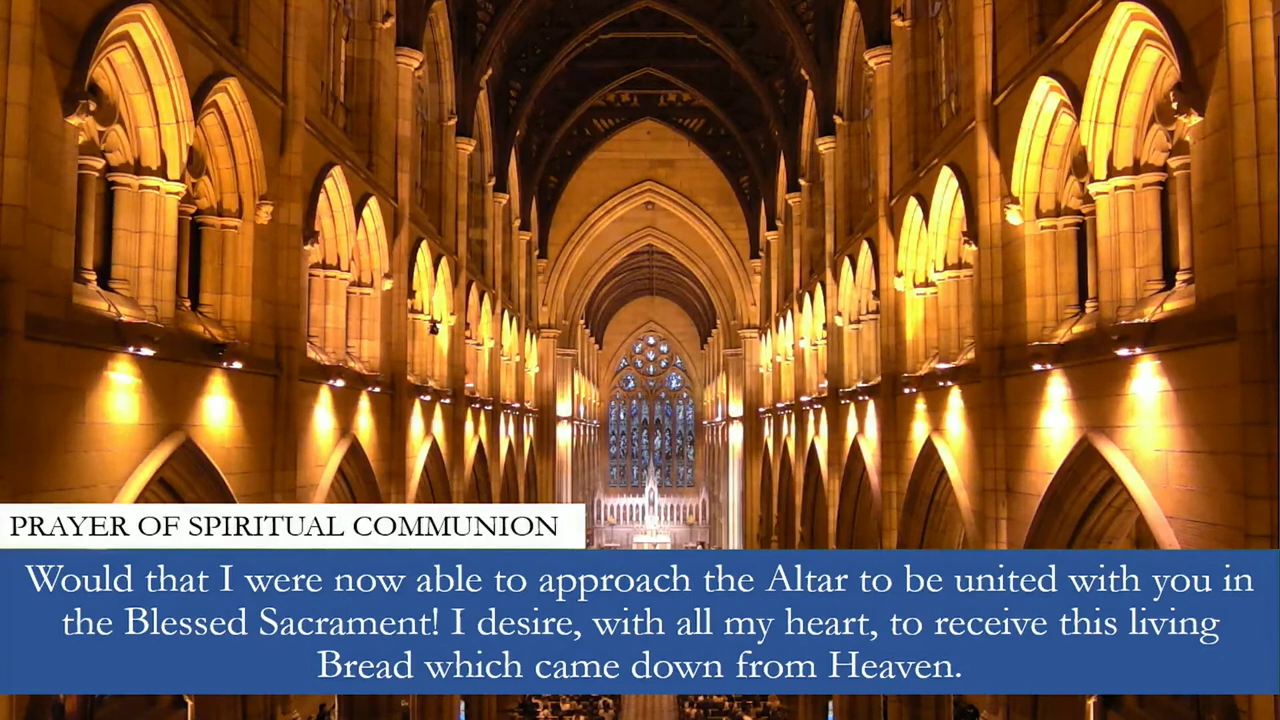 PRAYER OF SPIRITUAL COMMUNION
Would that I were now able to approach the Altar to be united with you in
the Blessed Sacrament! I desire, with all my heart, to receive this living
Bread which came down from Heaven.